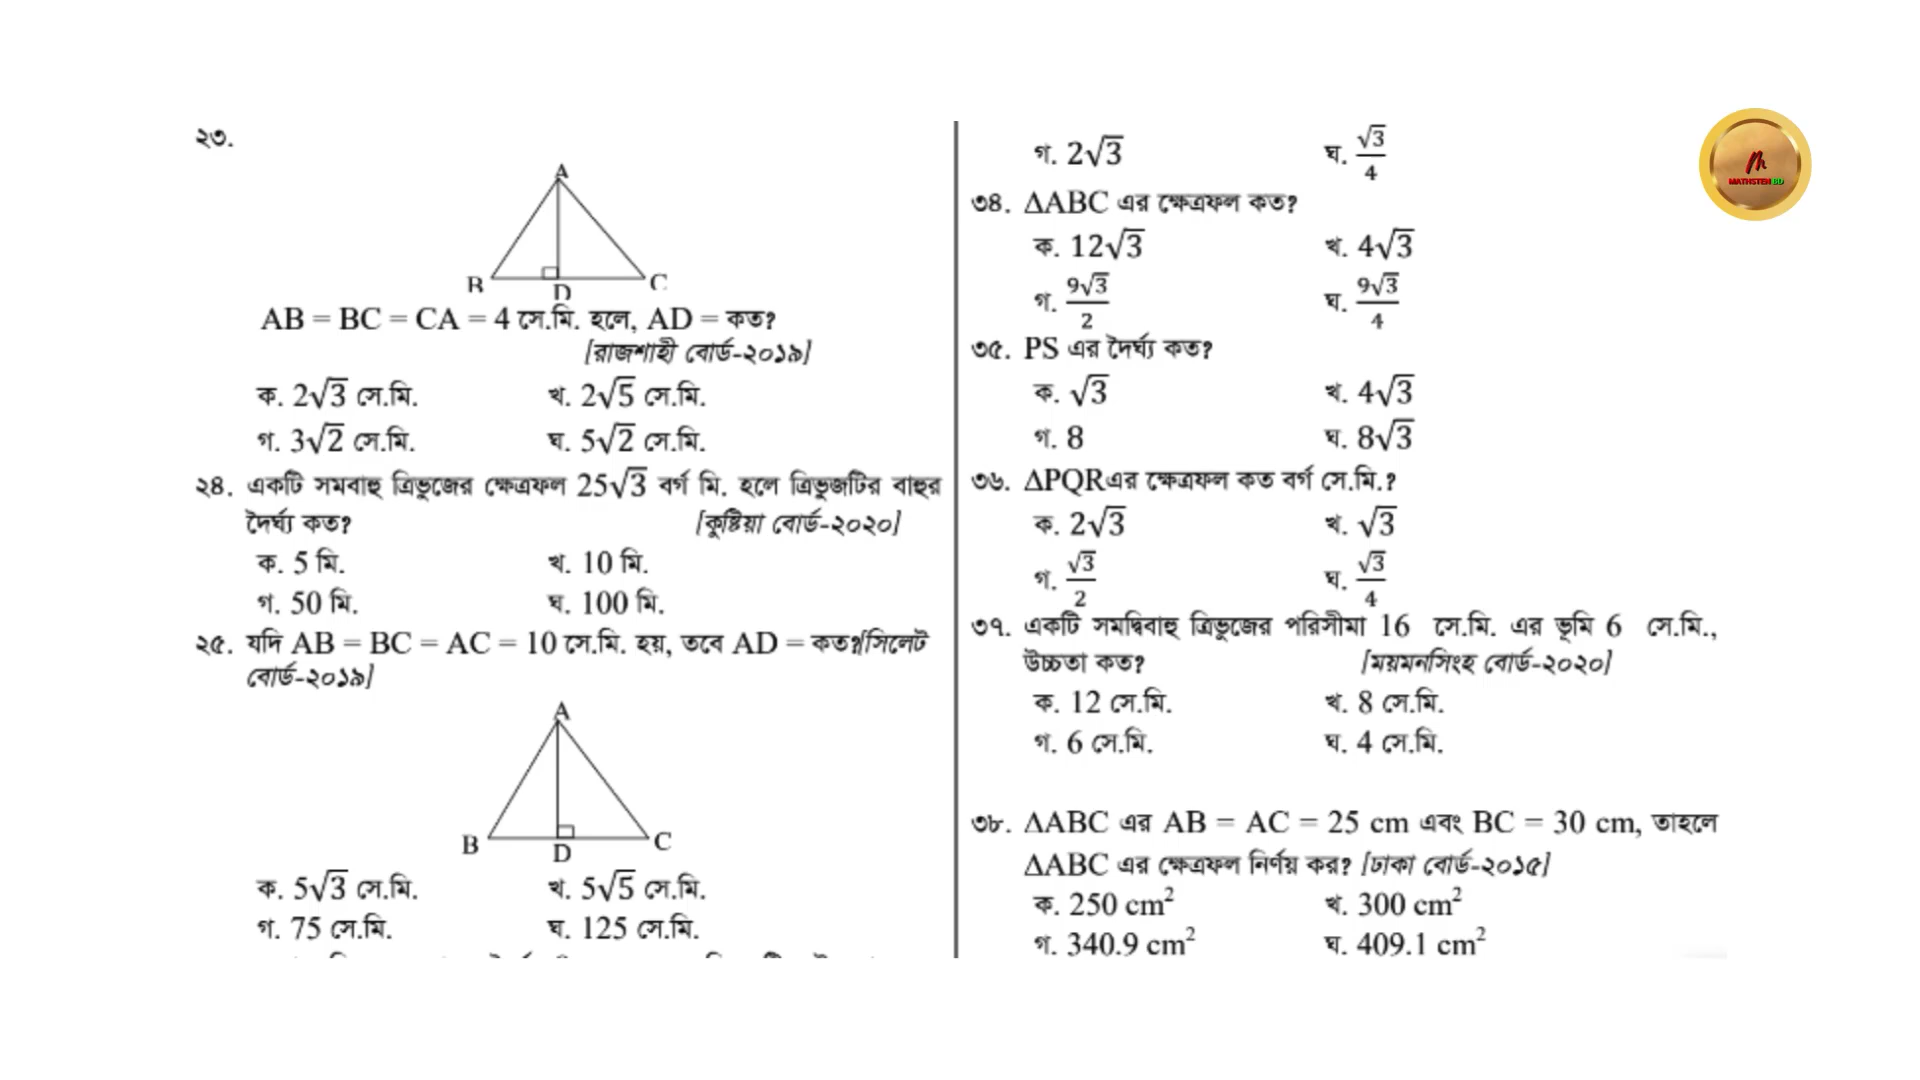 ২৩.
A
B
D
C
AB = BC = CA = 4 সে.মি. হলে, AD = কত?
[রাজশাহী বোর্ড-২০১৯]
ক. 2√3 সে.মি. খ. 2√5 সে.মি.
গ. 3√2 সে.মি. ঘ. 5√2 সে.মি.
২৪. একটি সমবাহু ত্রিভুজের ক্ষেত্রফল 25√3 বর্গ মি. হলে ত্রিভুজটির বাহুর
দৈর্ঘ্য কত? [কুষ্টিয়া বোর্ড-২০২০]
ক. 5 মি. খ. 10 মি.
গ. 50 মি. ঘ. 100 মি.
২৫. যদি AB = BC = AC = 10 সে.মি. হয়, তবে AD = কত?[সিলেট
বোর্ড-২০১৯]
A
B
D
C
ক. 5√3 সে.মি. খ. 5√5 সে.মি.
গ. 75 সে.মি. ঘ. 125 সে.মি.
গ. 2√3 ঘ. √3/4
৩৪. ΔABC এর ক্ষেত্রফল কত?
ক. 12√3 খ. 4√3
গ. 9√3/2 ঘ. 9√3/4
৩৫. PS এর দৈর্ঘ্য কত?
ক. √3 খ. 4√3
গ. 8 ঘ. 8√3
৩৬. ΔPQRএর ক্ষেত্রফল কত বর্গ সে.মি.?
ক. 2√3 খ. √3
গ. √3/2 ঘ. √3/4
৩৭. একটি সমদ্বিবাহু ত্রিভুজের পরিসীমা 16 সে.মি. এর ভূমি 6 সে.মি.,
উচ্চতা কত? [ময়মনসিংহ বোর্ড-২০২০]
ক. 12 সে.মি. খ. 8 সে.মি.
গ. 6 সে.মি. ঘ. 4 সে.মি.
৩৮. ΔABC এর AB = AC = 25 cm এবং BC = 30 cm, তাহলে
ΔABC এর ক্ষেত্রফল নির্ণয় কর? [ঢাকা বোর্ড-২০১৫]
ক. 250 cm² খ. 300 cm²
গ. 340.9 cm² ঘ. 409.1 cm²
MATHSTEN BD